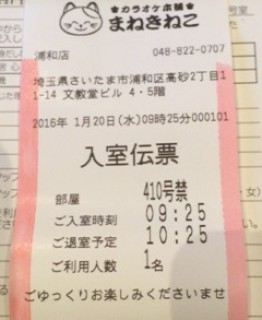 ★カラオケ本舗★
まねきねこ
浦和店 048-822-0707
埼玉県さいたま市浦和区高砂2丁目1
1-14 文教堂ビル 4・5階
2016年 1月20日(水)09時25分000101
入室伝票
部屋 410号禁
ご入室時刻 09:25
ご退室予定 10:25
ご利用人数 1名
ごゆっくりお楽しみくださいませ
女)